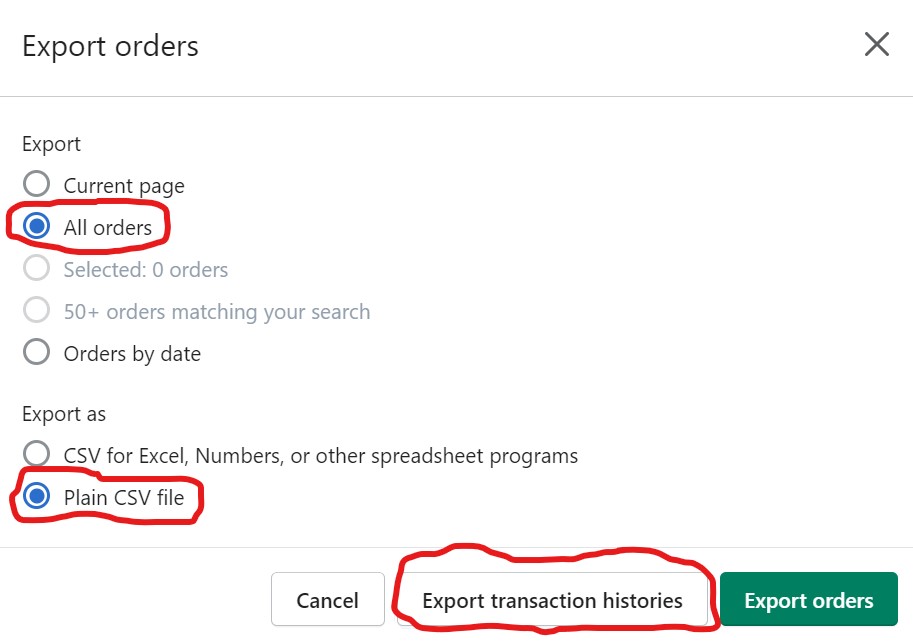 Export orders
Export
Current page
All orders
Selected: 0 orders
50+ orders matching your search
Orders by date
Export as
CSV for Excel, Numbers, or other spreadsheet programs
Plain CSV file
Cancel
Export transaction histories
Export orders